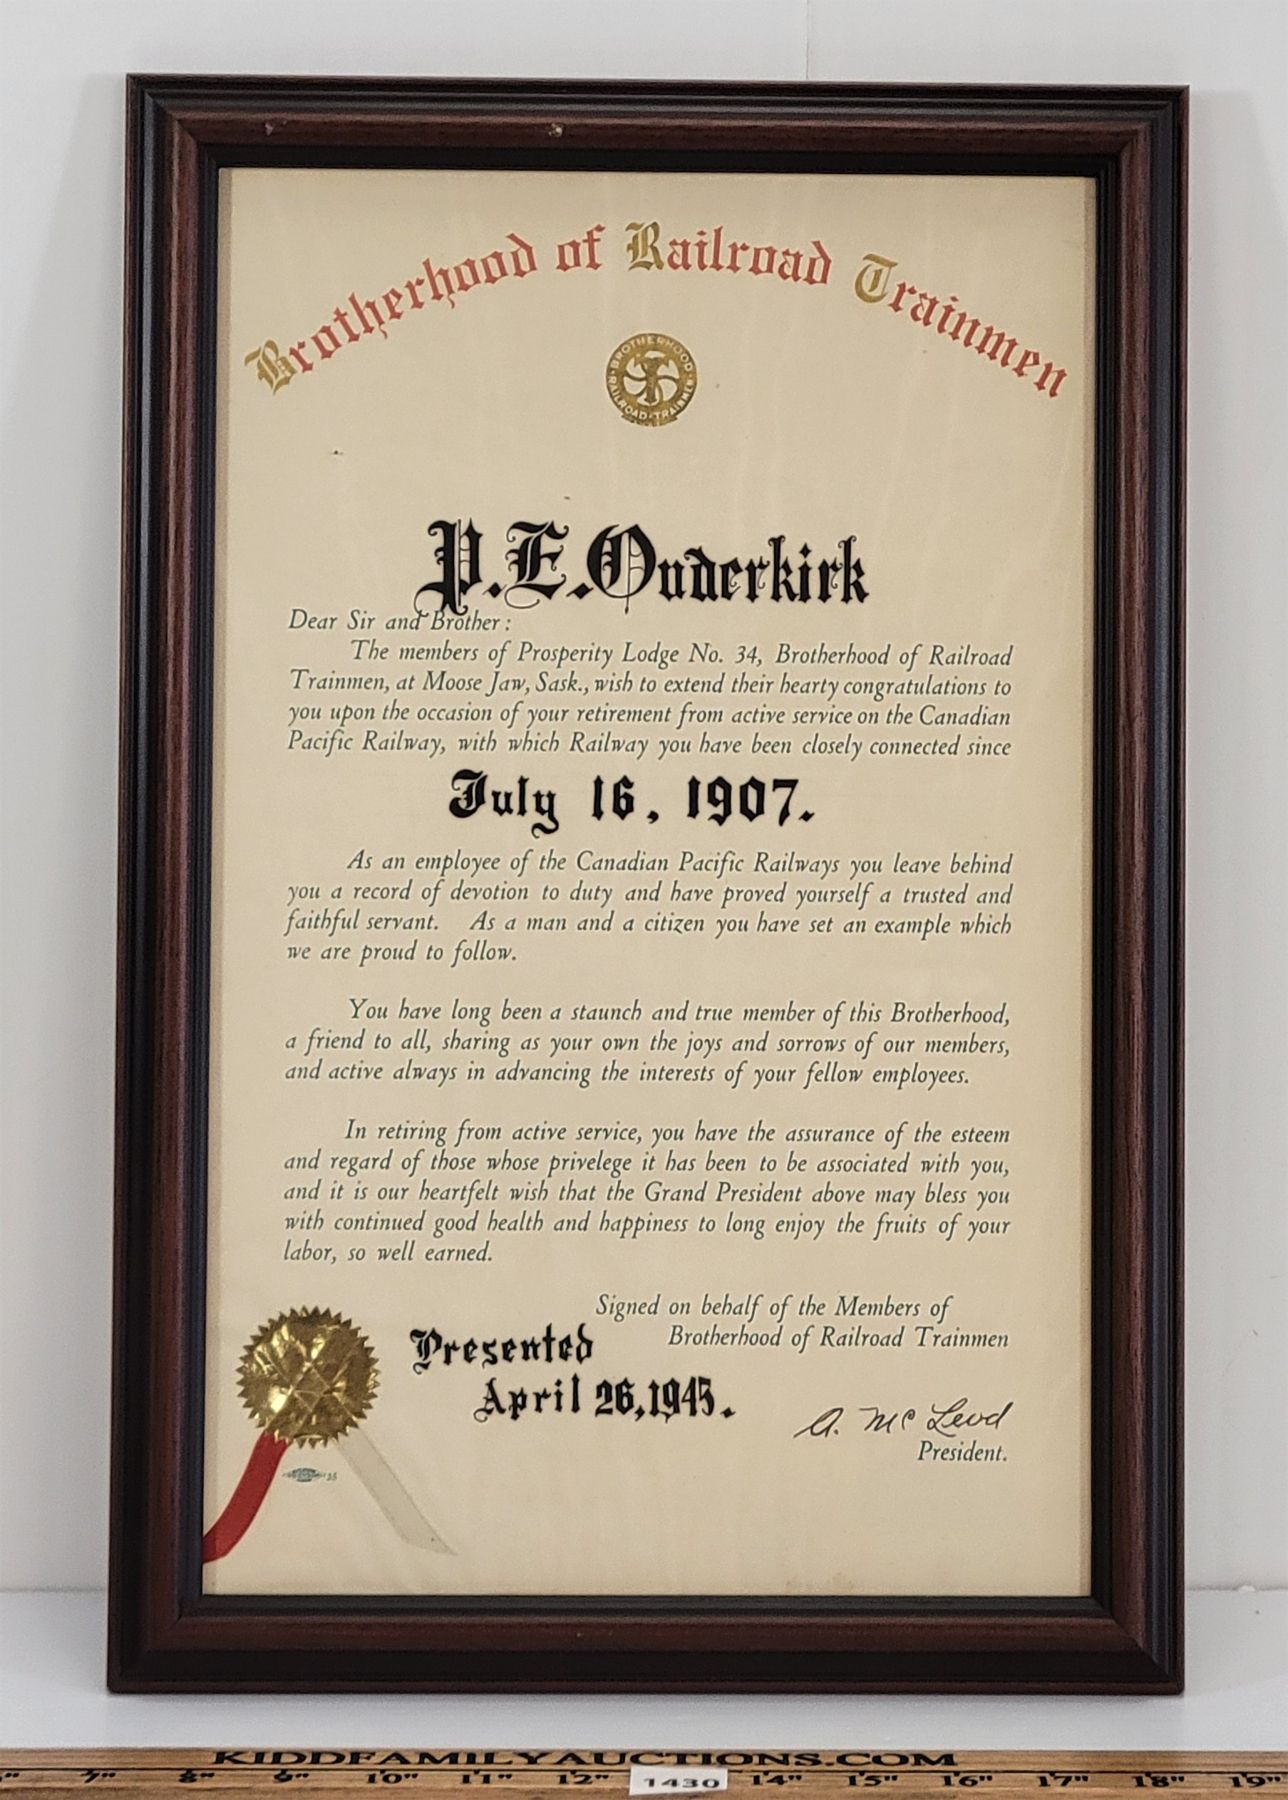 Brotherhood of Railroad Trainmen
BROTHERHOOD
RAILROAD TRAINMEN
P.E. Ouderkirk
Dear Sir and Brother:
The members of Prosperity Lodge No. 34, Brotherhood of Railroad
Trainmen, at Moose Jaw, Sask., wish to extend their hearty congratulations to
you upon the occasion of your retirement from active service on the Canadian
Pacific Railway, with which Railway you have been closely connected since
July 16, 1907.
As an employee of the Canadian Pacific Railways you leave behind
you a record of devotion to duty and have proved yourself a trusted and
faithful servant. As a man and a citizen you have set an example which
we are proud to follow.
You have long been a staunch and true member of this Brotherhood,
a friend to all, sharing as your own the joys and sorrows of our members,
and active always in advancing the interests of your fellow employees.
In retiring from active service, you have the assurance of the esteem
and regard of those whose privelege it has been to be associated with you,
and it is our heartfelt wish that the Grand President above may bless you
with continued good health and happiness to long enjoy the fruits of your
labor, so well earned.
Signed on behalf of the Members of
Brotherhood of Railroad Trainmen
Presented
April 26, 1945.
A. McLeod
President.
KIDDFAMILYAUCTIONS.COM
7" 8" 9" 10" 11" 12" 1430 14" 15" 16" 17" 18" 19"